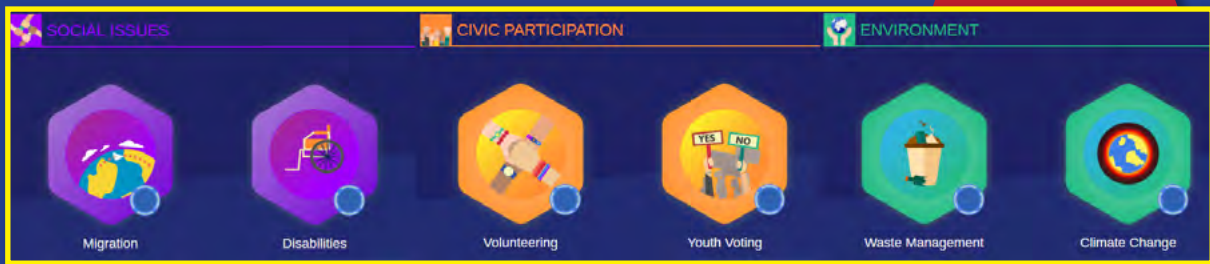 SOCIAL ISSUES
CIVIC PARTICIPATION
ENVIRONMENT
YES
NO
Migration
Disabilities
Volunteering
Youth Voting
Waste Management
Climate Change